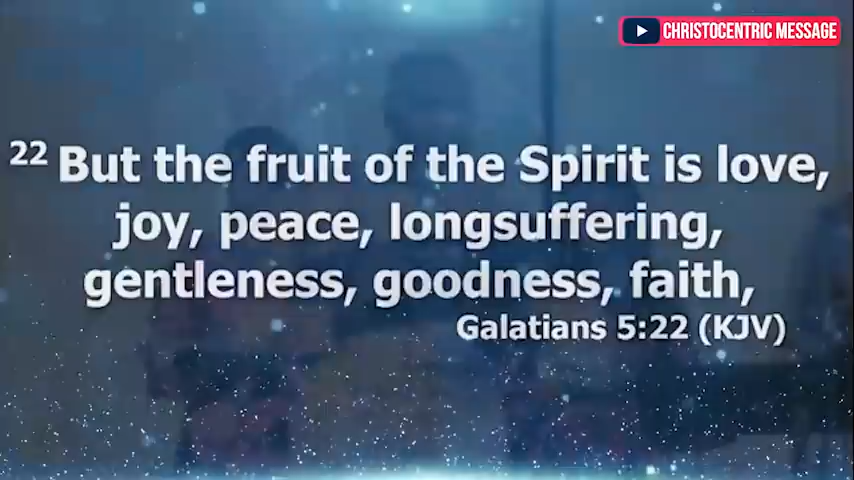 CHRISTOCENTRIC MESSAGE
22 But the fruit of the Spirit is love,
joy, peace, longsuffering,
gentleness, goodness, faith,
Galatians 5:22 (KJV)